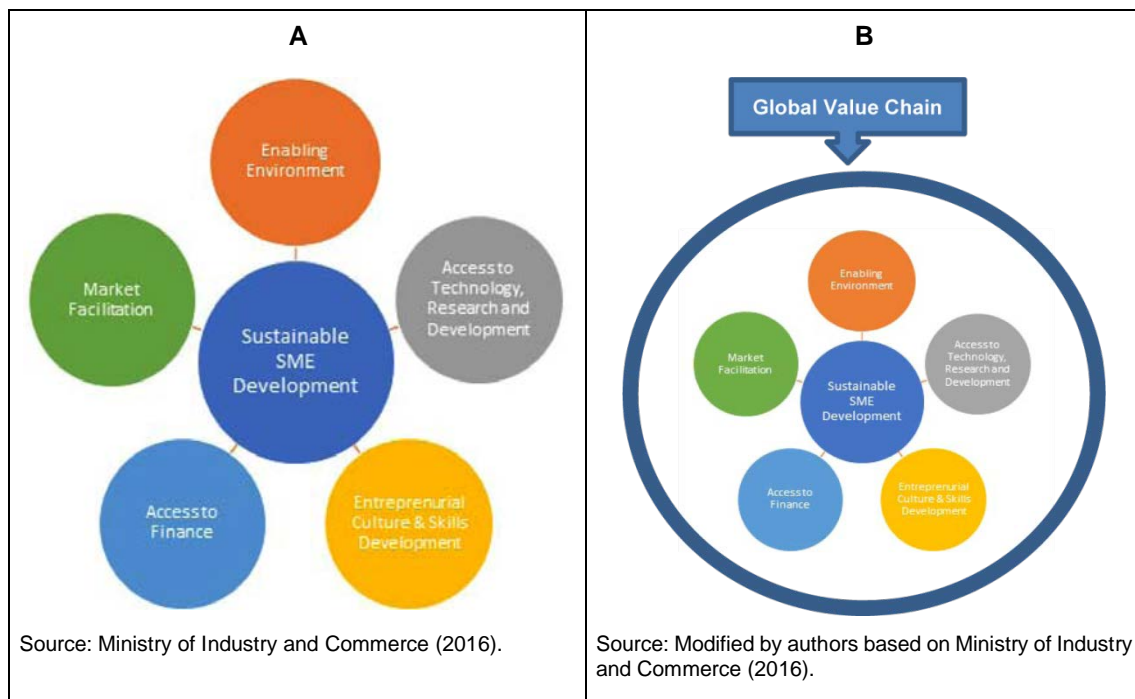 A
Enabling
Environment
Market
Facilitation
Access to
Technology,
Research and
Development
Sustainable
SME
Development
Access to
Finance
Entreprenurial
Culture & Skills
Development
Source: Ministry of Industry and Commerce (2016).
B
Global Value Chain
Enabling
Environment
Market
Facilitation
Access to
Technology,
Research and
Development
Sustainable
SME
Development
Access to
Finance
Entreprenurial
Culture & Skills
Development
Source: Modified by authors based on Ministry of Industry
and Commerce (2016).